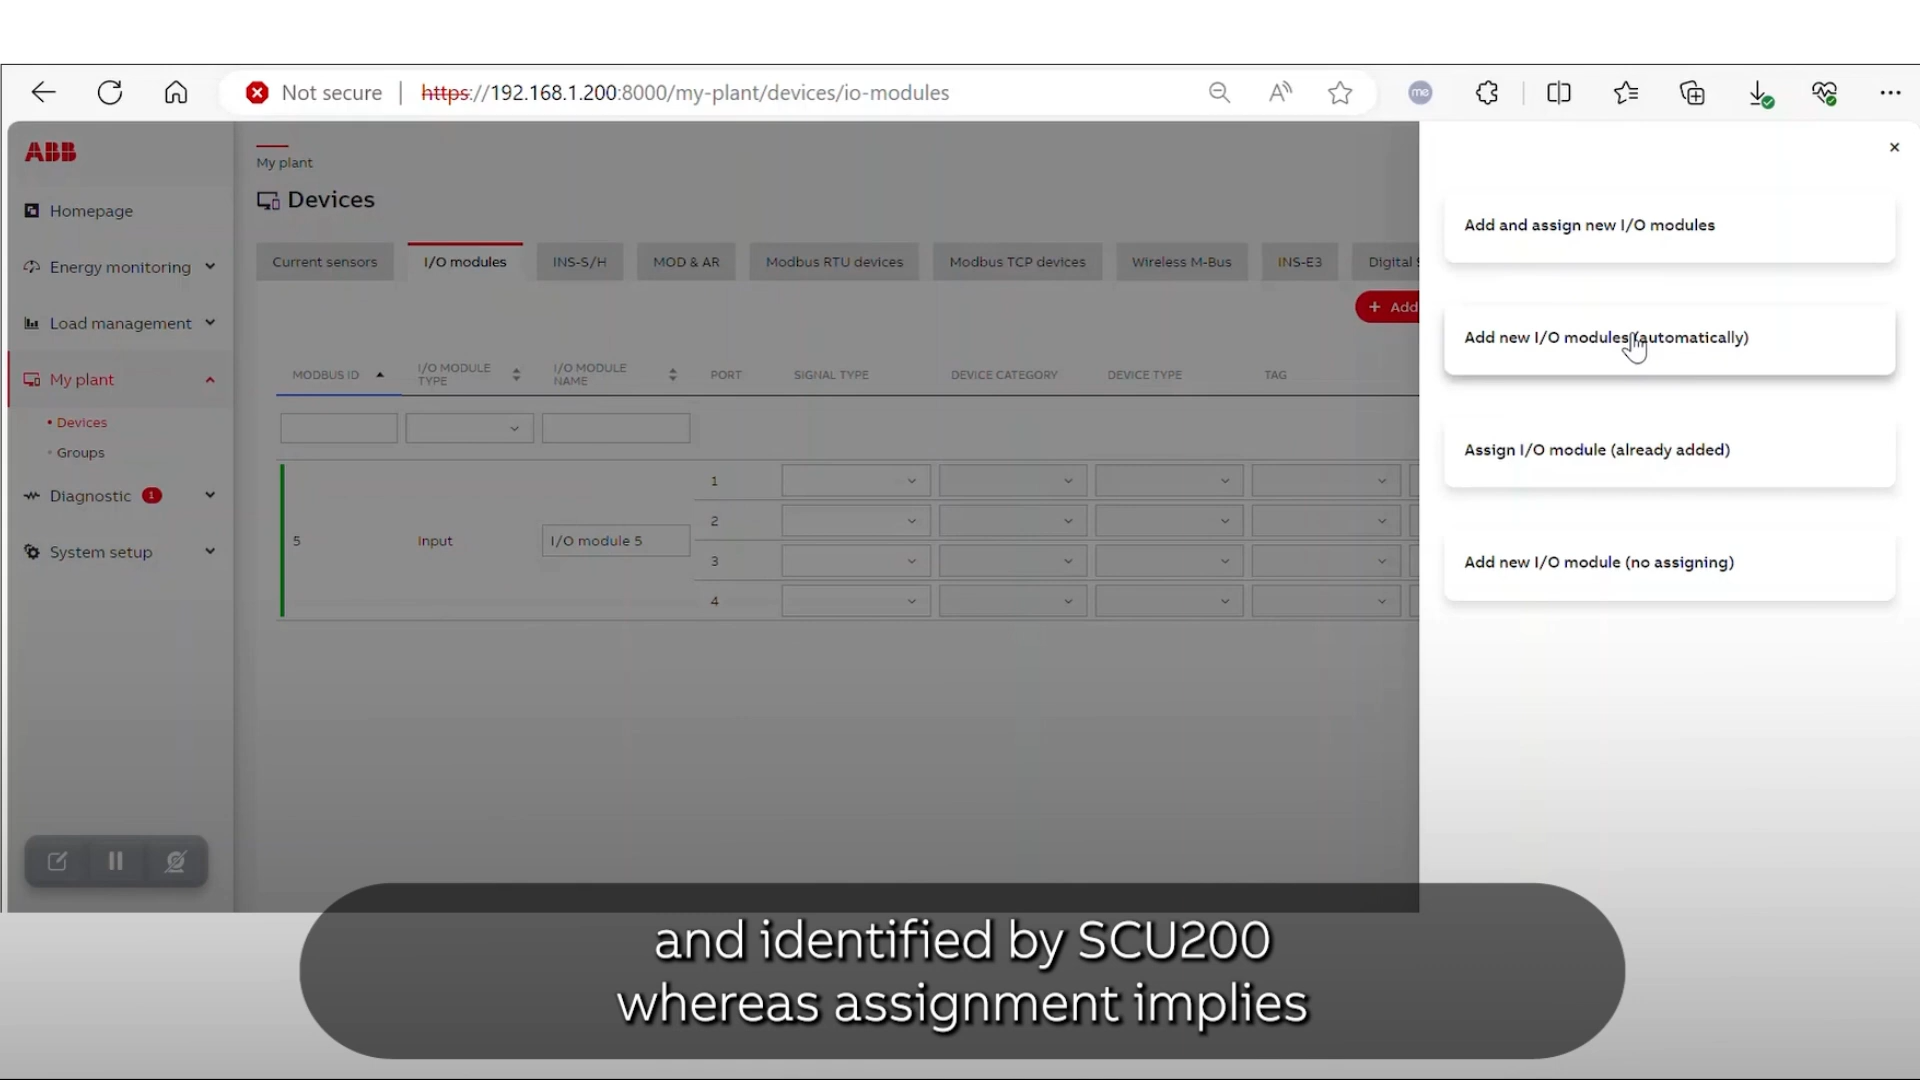 Not secure
https://192.168.1.200:8000/my-plant/devices/io-modules
me
ABB
Homepage
Energy monitoring
Load management
My plant
Devices
Groups
Diagnostic 1
System setup
My plant
Devices
Current sensors
I/O modules
INS-S/H
MOD & AR
Modbus RTU devices
Modbus TCP devices
Wireless M-Bus
INS-E3
Digital
+ Add
MODBUS ID
I/O MODULE
TYPE
I/O MODULE
NAME
PORT
SIGNAL TYPE
DEVICE CATEGORY
DEVICE TYPE
TAG
5
Input
I/O module 5
1
2
3
4
Add and assign new I/O modules
Add new I/O modules (automatically)
Assign I/O module (already added)
Add new I/O module (no assigning)
and identified by SCU200
whereas assignment implies